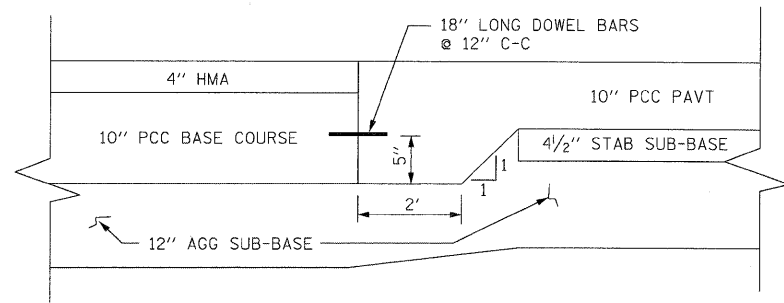 18" LONG DOWEL BARS
@ 12" C-C
4" HMA
10" PCC PAVT
10" PCC BASE COURSE
4½" STAB SUB-BASE
5"
1
1
2'
12" AGG SUB-BASE